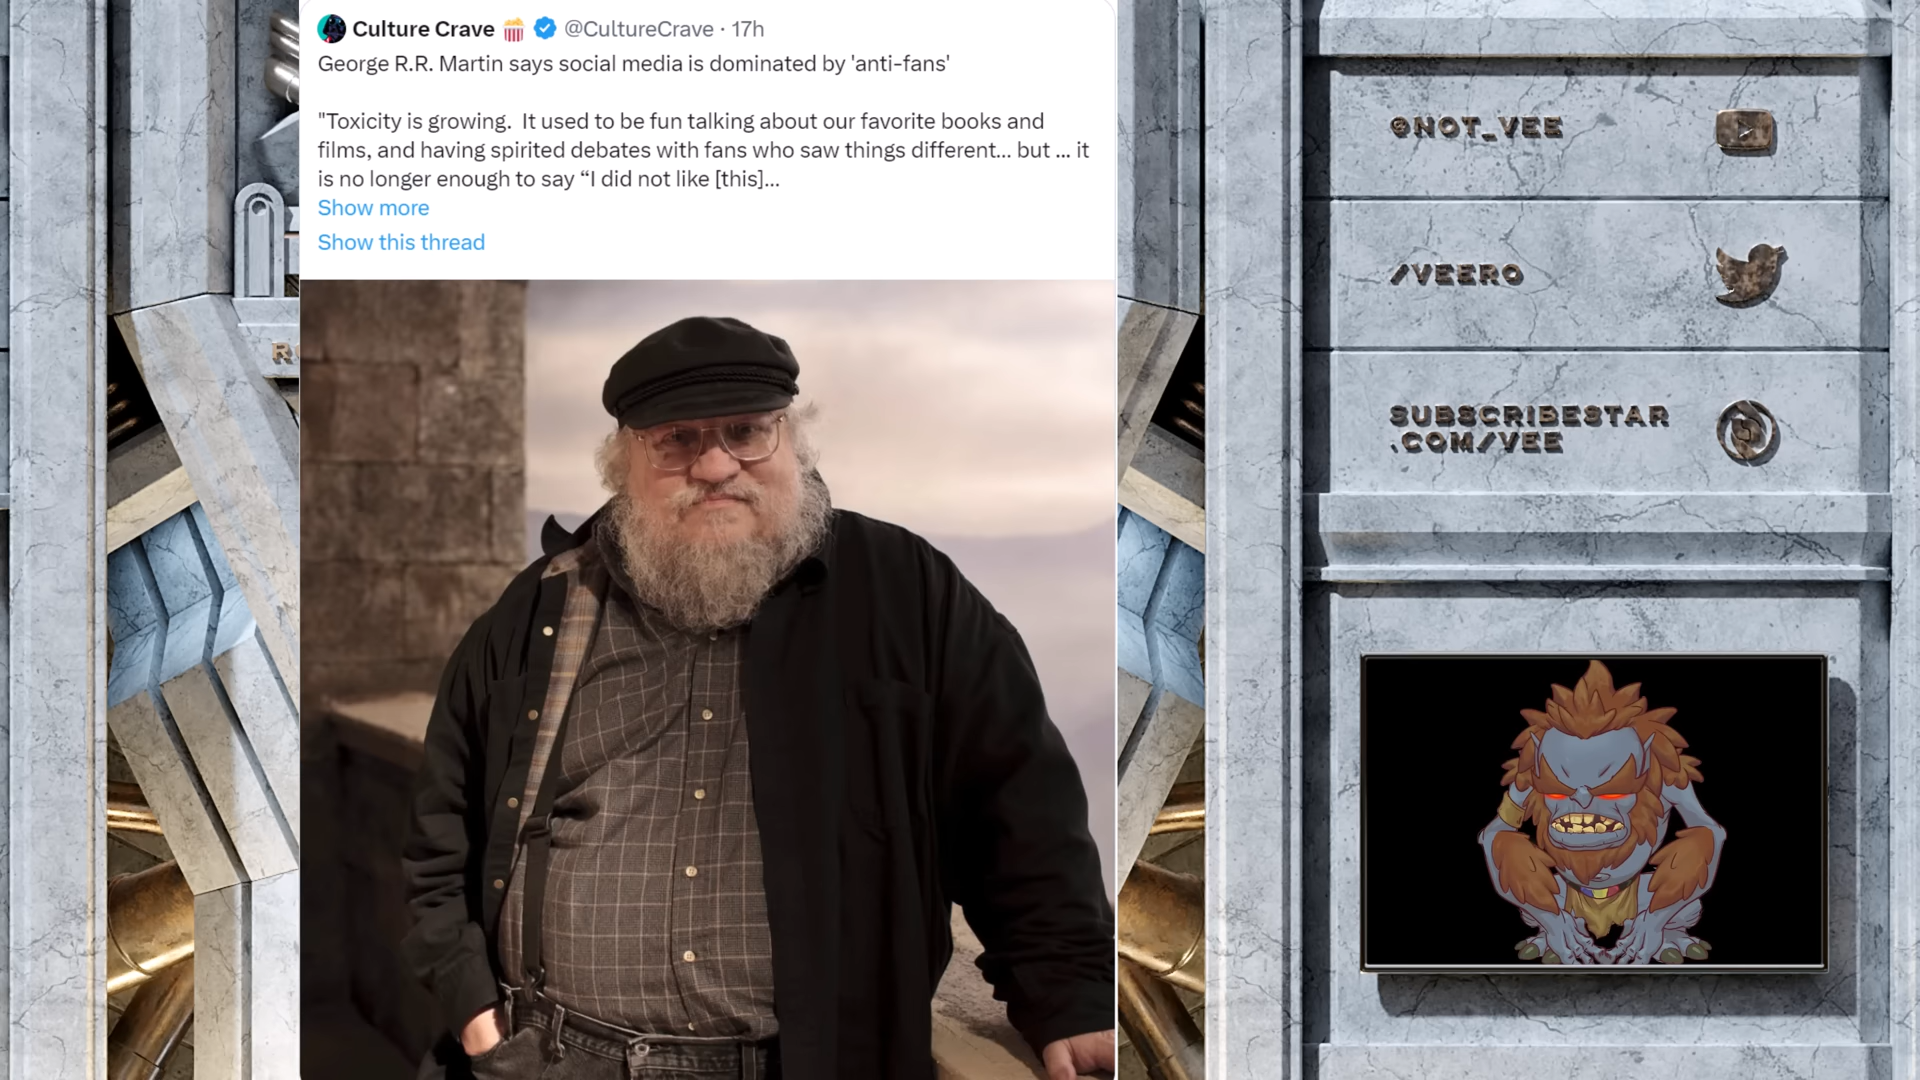 Culture Crave 🍿 @CultureCrave · 17h
George R.R. Martin says social media is dominated by 'anti-fans'
"Toxicity is growing.  It used to be fun talking about our favorite books and
films, and having spirited debates with fans who saw things different... but ... it
is no longer enough to say “I did not like [this]...
Show more
Show this thread
@NOT_VEE
/VEERO
SUBSCRIBESTAR
.COM/VEE